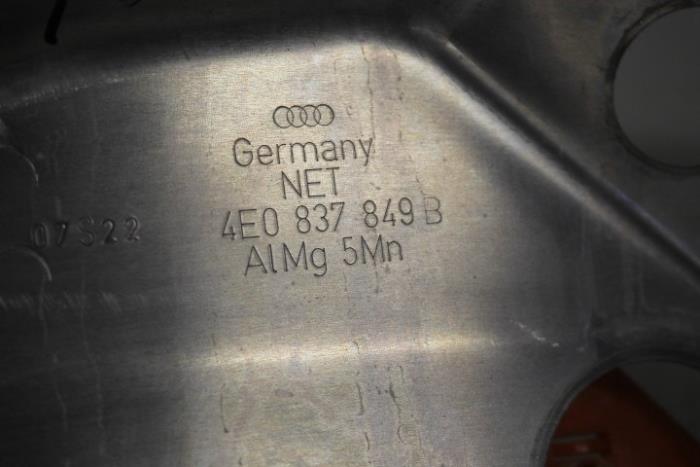 Germany
NET
4E0 837 849 B
AlMg 5Mn
07S22